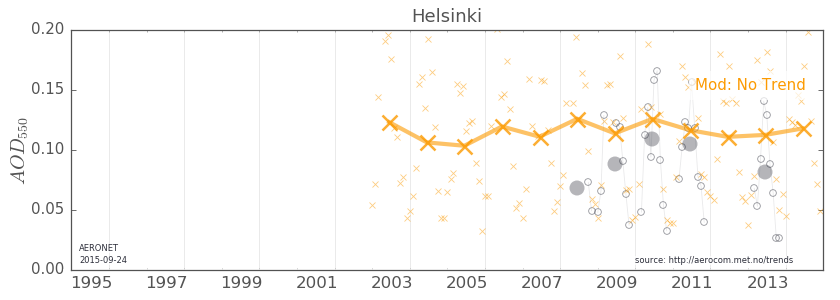 Helsinki
0.20
0.15
0.10
0.05
0.00
AOD550
Mod: No Trend
AERONET
2015-09-24
source: http://aerocom.met.no/trends
1995 1997 1999 2001 2003 2005 2007 2009 2011 2013